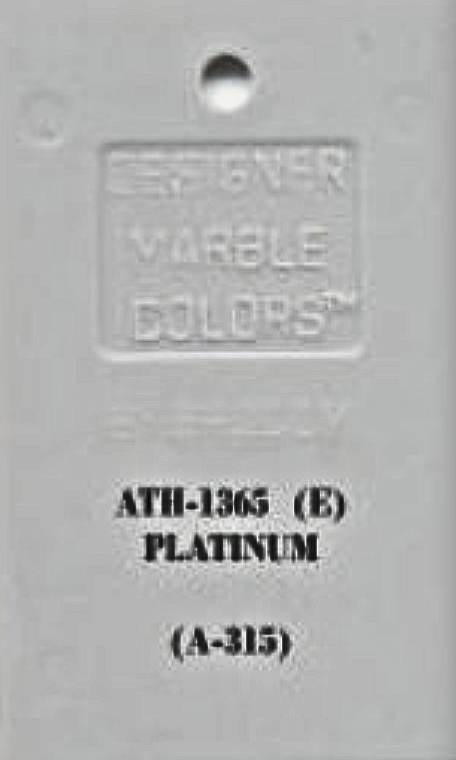 DESIGNER
MARBLE
COLORS™
ATH-1365 (E)
PLATINUM
(A-315)